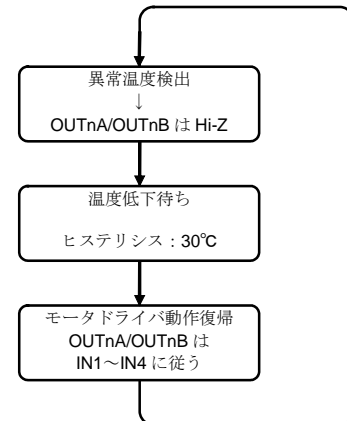 異常温度検出
↓
OUTnA/OUTnB は Hi-Z
温度低下待ち
ヒステリシス：30℃
モータドライバ動作復帰
OUTnA/OUTnB は
IN1～IN4 に従う